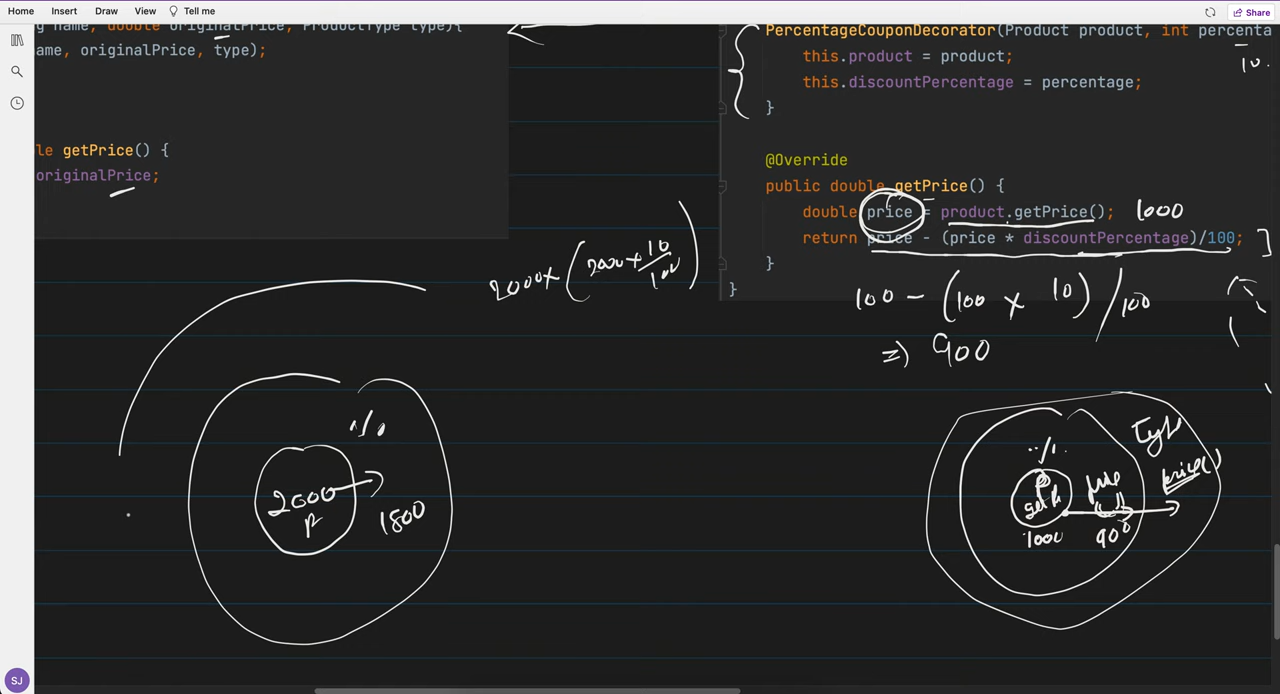 Home Insert Draw View Tell me Share
g name, double originalPrice, ProductType type){
ame, originalPrice, type);
le getPrice() {
originalPrice;
PercentageCouponDecorator(Product product, int percenta
10.
this.product = product;
this.discountPercentage = percentage;
}
@Override
public double getPrice() {
double price = product.getPrice(); 1000
return price - (price * discountPercentage)/100;
}
}
2000 × (2000 × 10/100)
100 - (100 × 10)/100
=> 900
%
2000
P
1800
%
P
1000
900
Type
price()
SJ